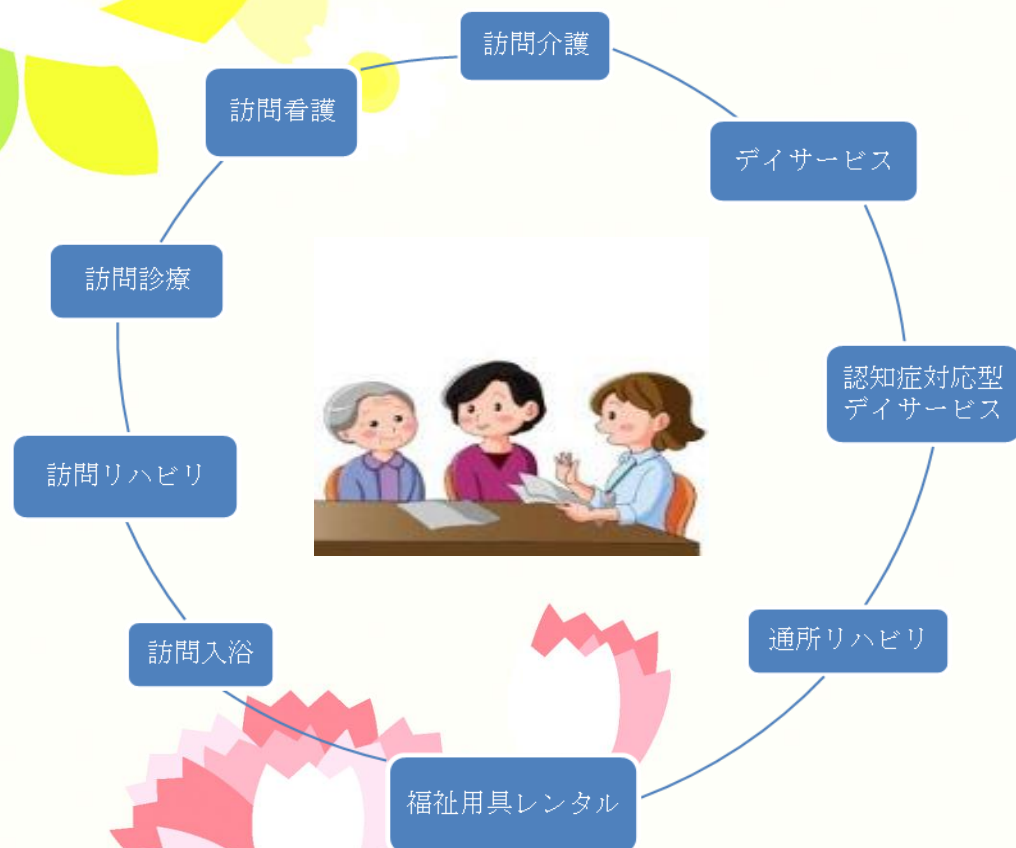 訪問介護
デイサービス
認知症対応型
デイサービス
通所リハビリ
福祉用具レンタル
訪問入浴
訪問リハビリ
訪問診療
訪問看護